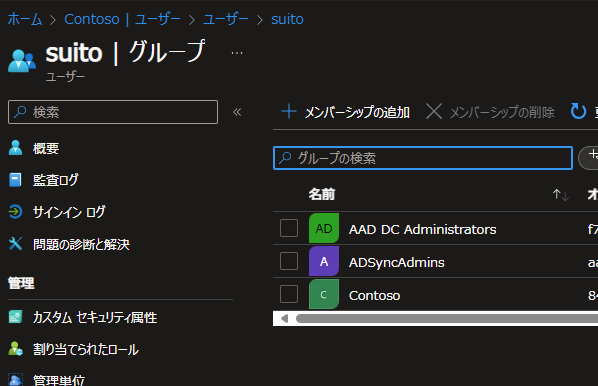 ホーム > Contoso | ユーザー > ユーザー > suito
suito | グループ ...
ユーザー
検索 «
概要
監査ログ
サインイン ログ
問題の診断と解決
管理
カスタム セキュリティ属性
割り当てられたロール
管理単位
メンバーシップの追加 メンバーシップの削除
グループの検索
名前 ↑↓
AD AAD DC Administrators f7
A ADSyncAdmins aa
C Contoso 84